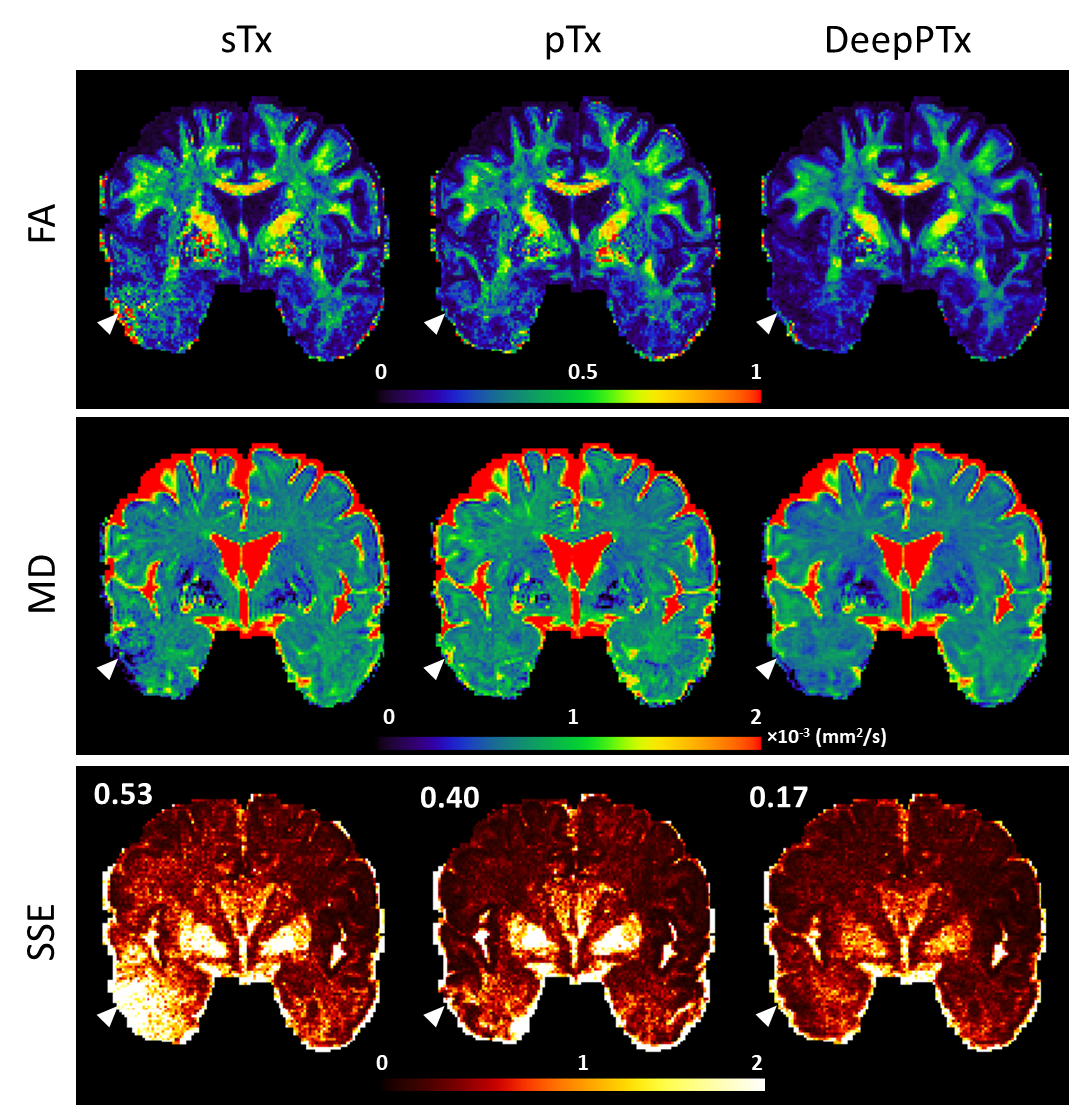 sTx pTx DeepPTx
FA
0 0.5 1
MD
0 1 2
×10⁻³ (mm²/s)
0.53 0.40 0.17
SSE
0 1 2